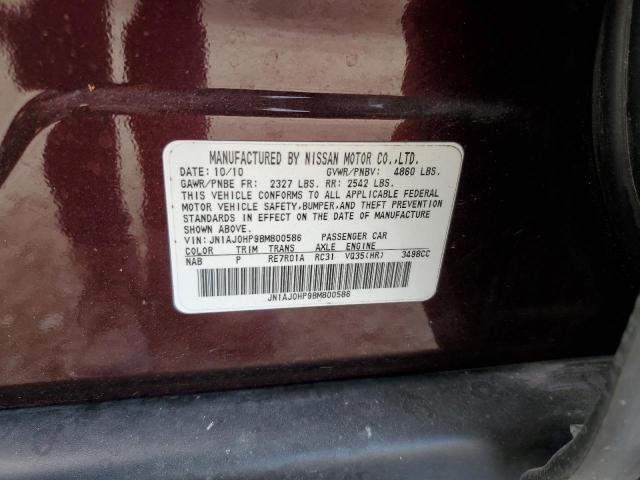 MANUFACTURED BY NISSAN MOTOR CO.,LTD.
DATE: 10/10 GVWR/PNBV: 4860 LBS.
GAWR/PNBE FR: 2327 LBS. RR: 2542 LBS.
THIS VEHICLE CONFORMS TO ALL APPLICABLE FEDERAL
MOTOR VEHICLE SAFETY,BUMPER,AND THEFT PREVENTION
STANDARDS IN EFFECT ON THE DATE OF MANUFACTURE
SHOWN ABOVE.
VIN: JN1AJ0HP9BM800586 PASSENGER CAR
COLOR TRIM TRANS AXLE ENGINE
NAB P RE7R01A RC31 VQ35(HR) 3498CC
JN1AJ0HP9BM800586